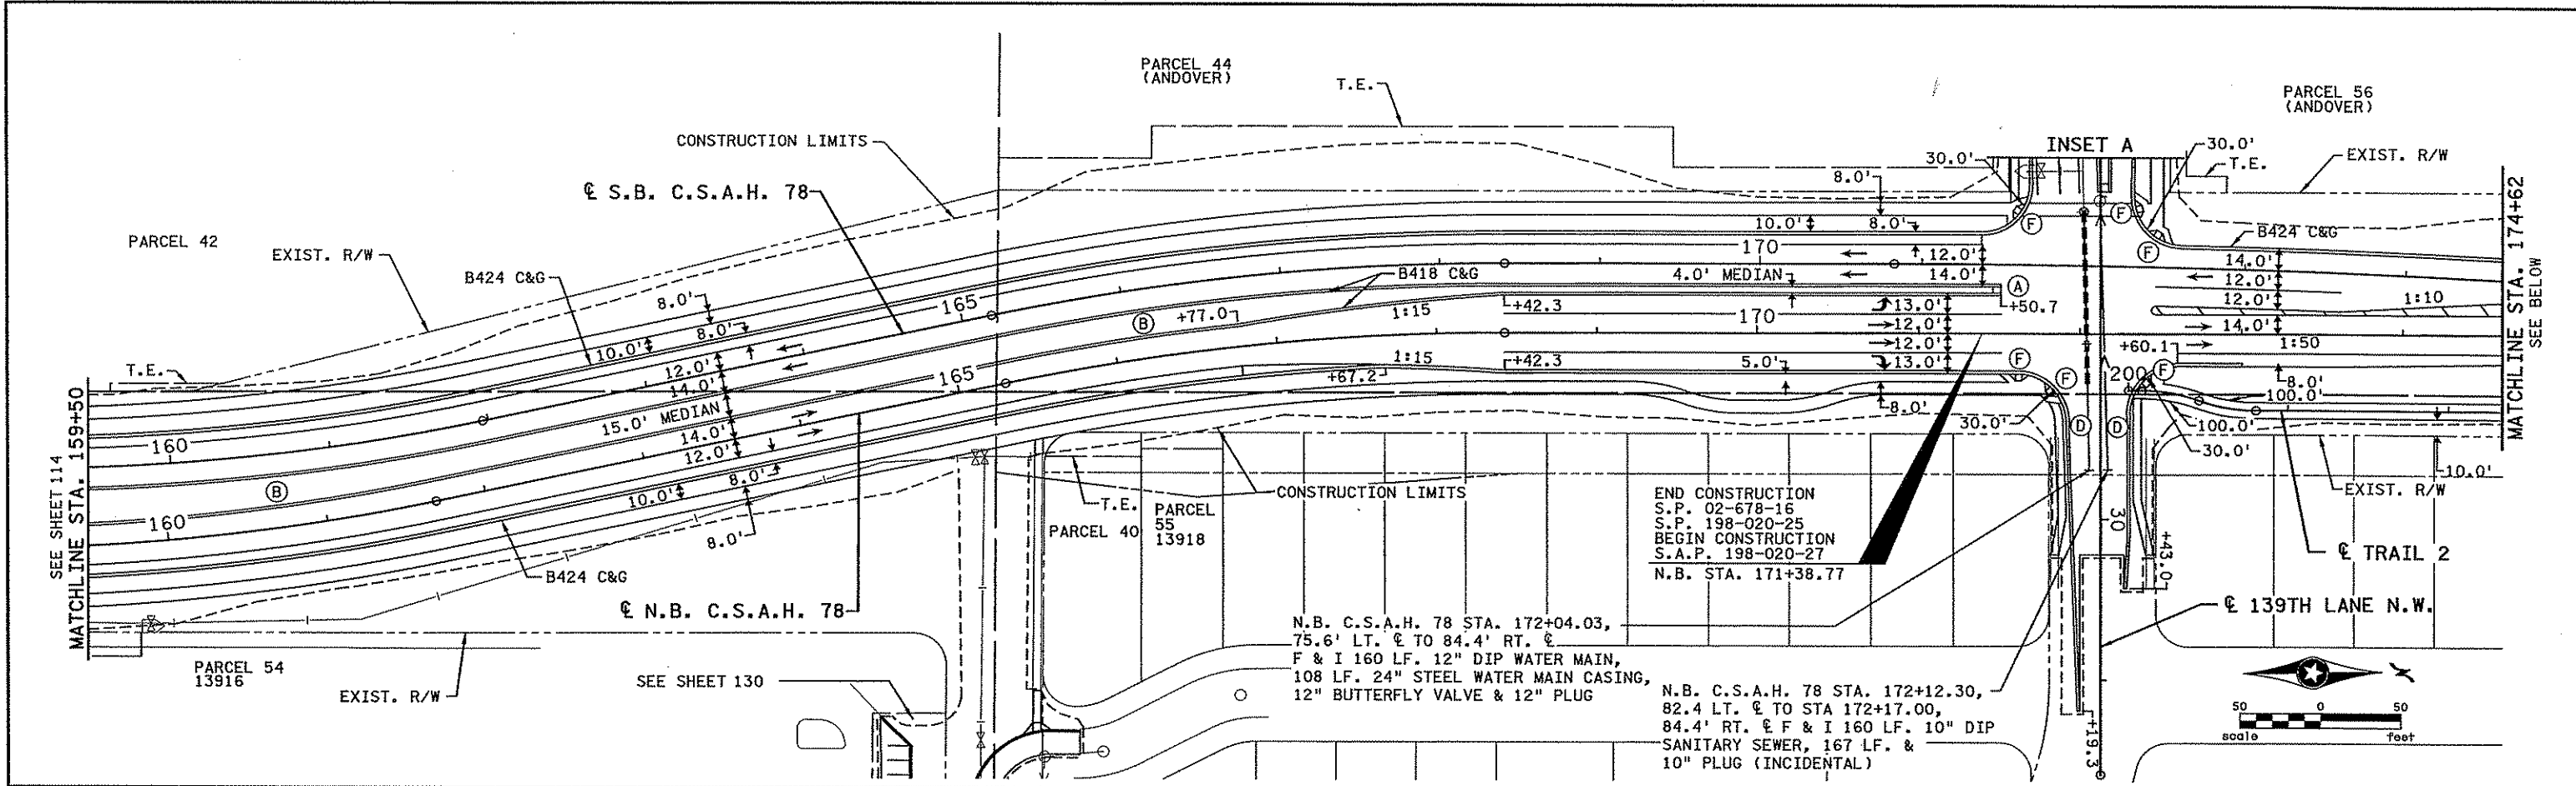 PARCEL 44
(ANDOVER)
T.E.
PARCEL 56
(ANDOVER)
CONSTRUCTION LIMITS
INSET A
30.0'
30.0'
T.E.
EXIST. R/W
℄ S.B. C.S.A.H. 78
8.0'
PARCEL 42
EXIST. R/W
10.0'
8.0'
F
F
B424 C&G
170
12.0'
F
14.0'
B424 C&G
8.0'
B418 C&G
4.0' MEDIAN
14.0'
12.0'
MATCHLINE STA. 174+62
SEE BELOW
165
A
12.0'
1:10
8.0'
B
+77.0
1:15
+42.3
170
13.0'
+50.7
14.0'
10.0'
12.0'
12.0'
1:50
+60.1
12.0'
14.0'
165
1:15
+42.3
5.0'
13.0'
F
F
T.E.
+67.2
F
200
8.0'
100.0'
15.0' MEDIAN
8.0'
160
14.0'
30.0'
D
D
100.0'
12.0'
30.0'
SEE SHEET 114
MATCHLINE STA. 159+50
8.0'
10.0'
10.0'
B
T.E.
CONSTRUCTION LIMITS
EXIST. R/W
160
8.0'
PARCEL 40
PARCEL
55
13918
END CONSTRUCTION
S.P. 02-678-16
S.P. 198-020-25
BEGIN CONSTRUCTION
S.A.P. 198-020-27
N.B. STA. 171+38.77
30
+43.0
℄ TRAIL 2
B424 C&G
℄ N.B. C.S.A.H. 78
℄ 139TH LANE N.W.
N.B. C.S.A.H. 78 STA. 172+04.03,
75.6' LT. ℄ TO 84.4' RT. ℄
F & I 160 LF. 12" DIP WATER MAIN,
108 LF. 24" STEEL WATER MAIN CASING,
12" BUTTERFLY VALVE & 12" PLUG
PARCEL 54
13916
EXIST. R/W
SEE SHEET 130
N.B. C.S.A.H. 78 STA. 172+12.30,
82.4 LT. ℄ TO STA 172+17.00,
84.4' RT. ℄ F & I 160 LF. 10" DIP
SANITARY SEWER, 167 LF. &
10" PLUG (INCIDENTAL)
+19.3
50 0 50
scale feet